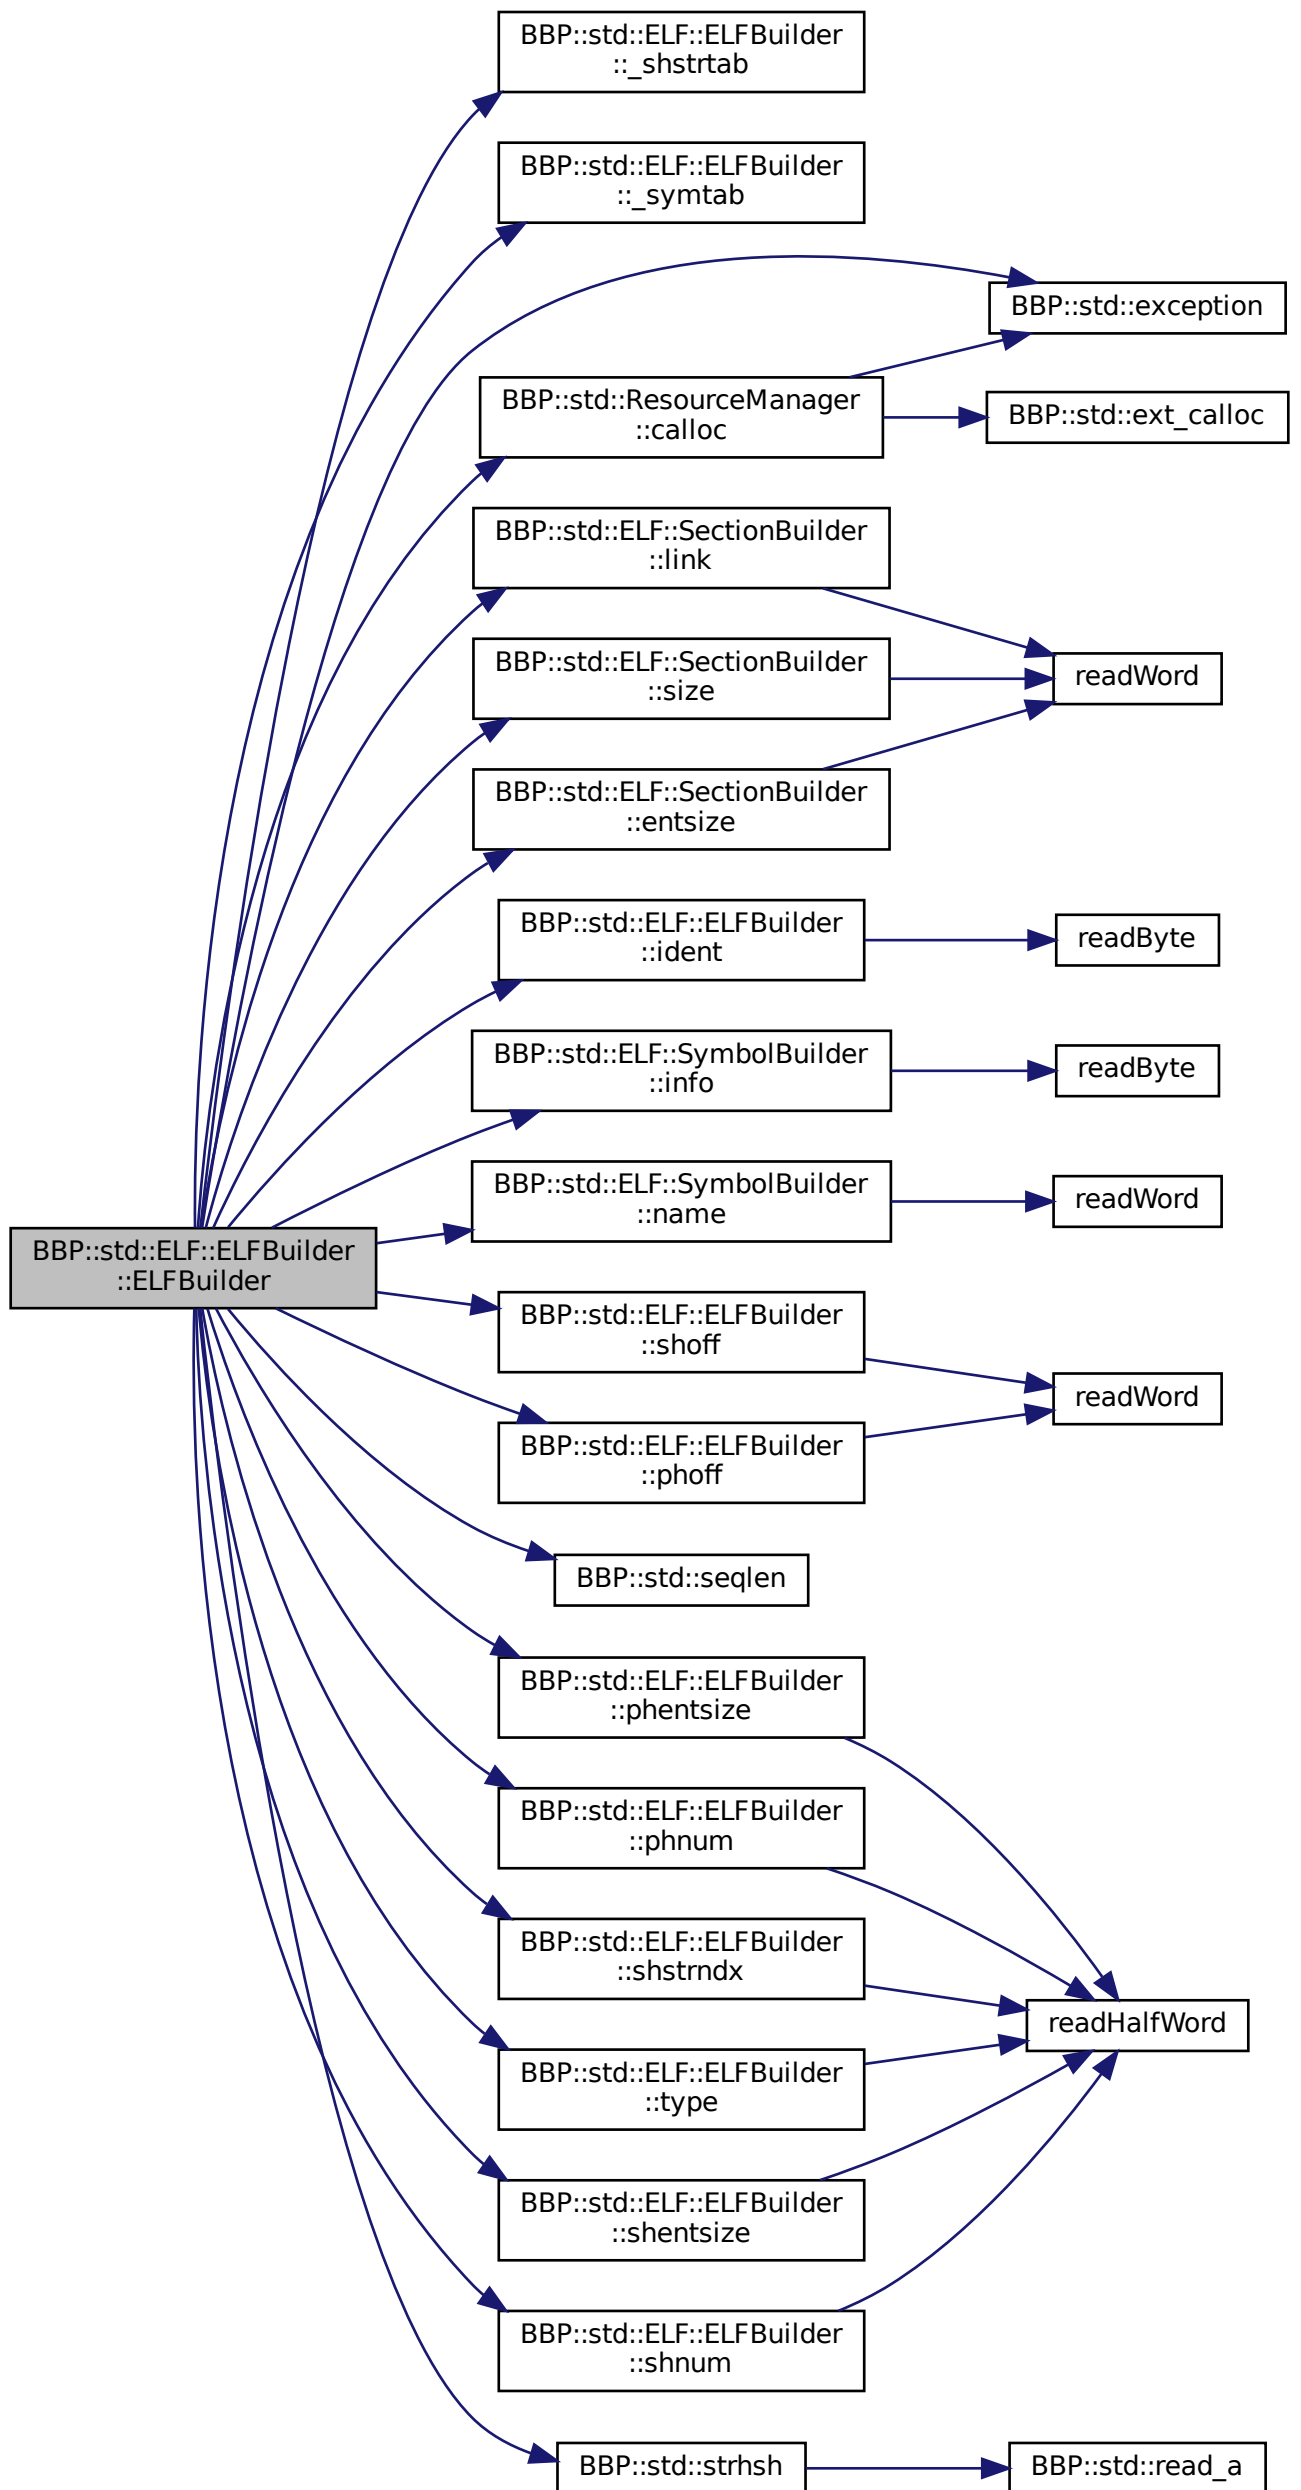 BBP::std::ELF::ELFBuilder
::_shstrtab
BBP::std::ELF::ELFBuilder
::_symtab
BBP::std::exception
BBP::std::ResourceManager
::calloc
BBP::std::ext_calloc
BBP::std::ELF::SectionBuilder
::link
BBP::std::ELF::SectionBuilder
::size
readWord
BBP::std::ELF::SectionBuilder
::entsize
BBP::std::ELF::ELFBuilder
::ident
readByte
BBP::std::ELF::SymbolBuilder
::info
readByte
BBP::std::ELF::SymbolBuilder
::name
readWord
BBP::std::ELF::ELFBuilder
::ELFBuilder
BBP::std::ELF::ELFBuilder
::shoff
readWord
BBP::std::ELF::ELFBuilder
::phoff
BBP::std::seqlen
BBP::std::ELF::ELFBuilder
::phentsize
BBP::std::ELF::ELFBuilder
::phnum
BBP::std::ELF::ELFBuilder
::shstrndx
readHalfWord
BBP::std::ELF::ELFBuilder
::type
BBP::std::ELF::ELFBuilder
::shentsize
BBP::std::ELF::ELFBuilder
::shnum
BBP::std::strhsh
BBP::std::read_a